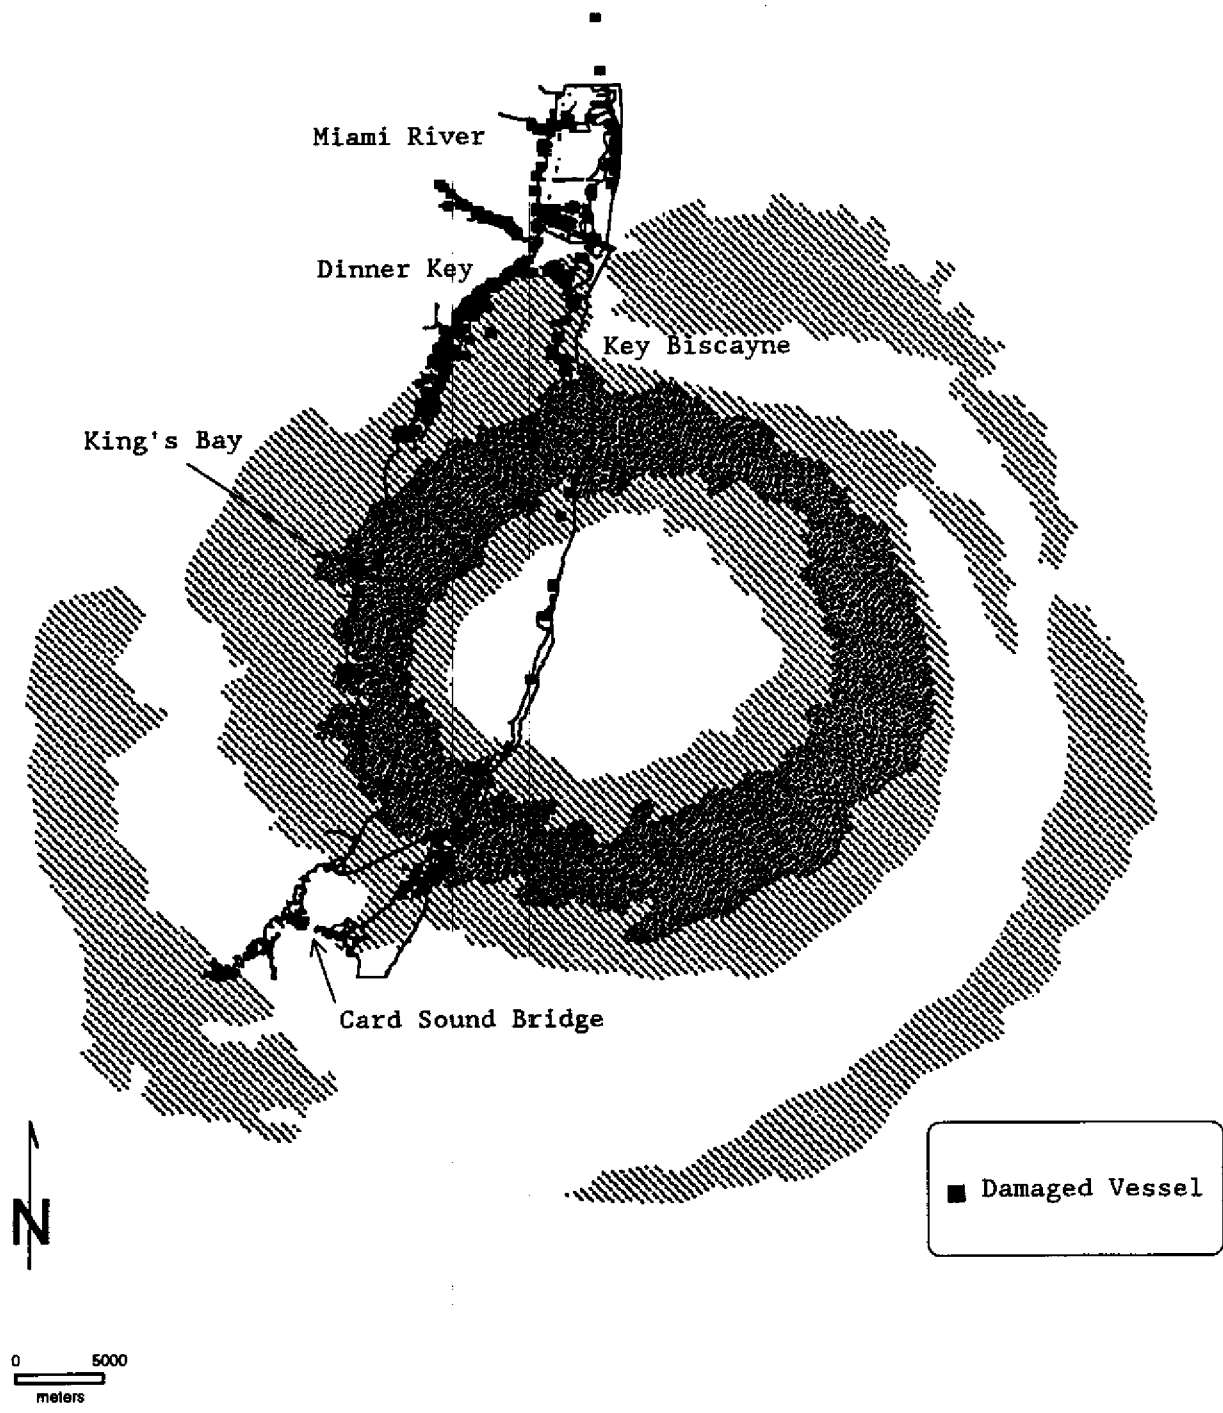 Miami River
Dinner Key
Key Biscayne
King's Bay
Card Sound Bridge
Damaged Vessel
N
0 5000
meters